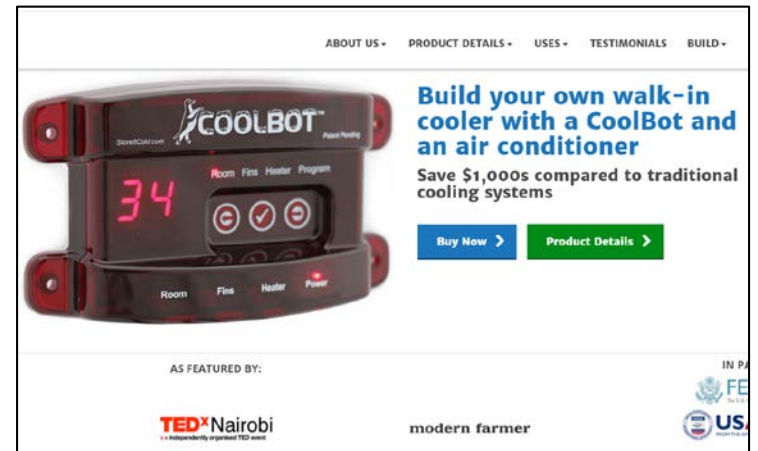 ABOUT US PRODUCT DETAILS USES TESTIMONIALS BUILD
Build your own walk-in
cooler with a CoolBot and
an air conditioner
Save $1,000s compared to traditional
cooling systems
Buy Now
Product Details
COOLBOT™
StoreItCold.com
Patent Pending
Room Fins Heater Program
34
Room Fins Heater Power
AS FEATURED BY:
IN PA
TEDxNairobi
x = independently organised TED event
modern farmer
FE
USA